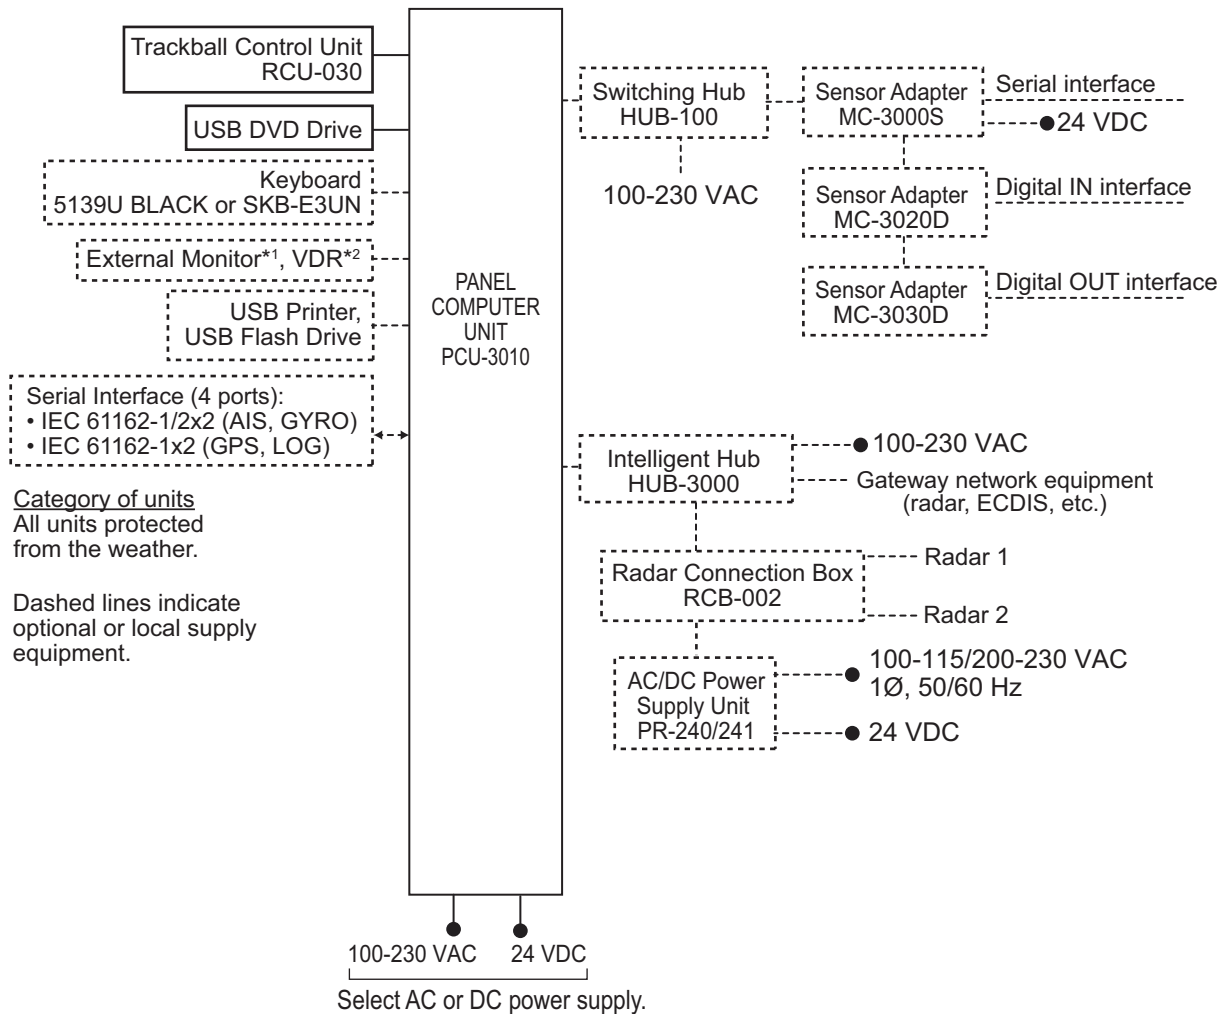 Trackball Control Unit
RCU-030
USB DVD Drive
Keyboard
5139U BLACK or SKB-E3UN
External Monitor*1, VDR*2
USB Printer,
USB Flash Drive
Serial Interface (4 ports):
• IEC 61162-1/2x2 (AIS, GYRO)
• IEC 61162-1x2 (GPS, LOG)
Category of units
All units protected
from the weather.
Dashed lines indicate
optional or local supply
equipment.
PANEL
COMPUTER
UNIT
PCU-3010
Switching Hub
HUB-100
100-230 VAC
Sensor Adapter
MC-3000S
Serial interface
24 VDC
Sensor Adapter
MC-3020D
Digital IN interface
Sensor Adapter
MC-3030D
Digital OUT interface
Intelligent Hub
HUB-3000
100-230 VAC
Gateway network equipment
(radar, ECDIS, etc.)
Radar Connection Box
RCB-002
Radar 1
Radar 2
AC/DC Power
Supply Unit
PR-240/241
100-115/200-230 VAC
1Ø, 50/60 Hz
24 VDC
100-230 VAC
24 VDC
Select AC or DC power supply.